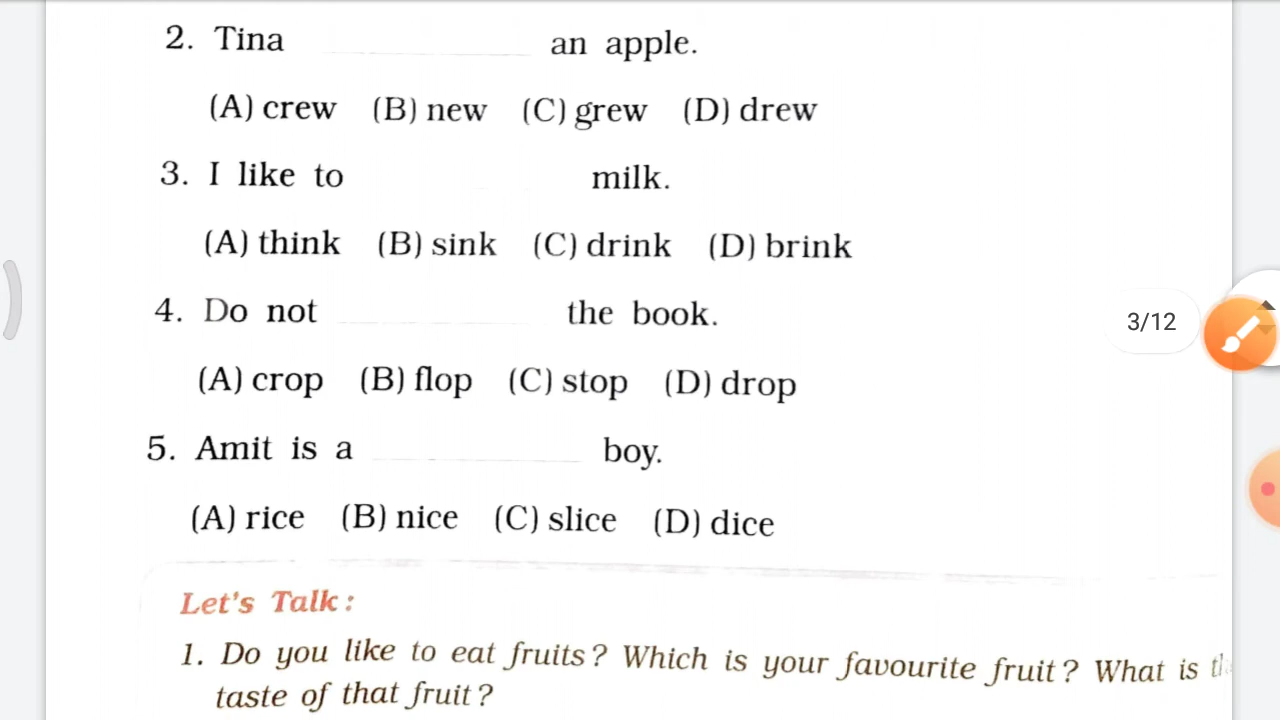 2. Tina an apple.
(A) crew (B) new (C) grew (D) drew
3. I like to milk.
(A) think (B) sink (C) drink (D) brink
4. Do not the book.
(A) crop (B) flop (C) stop (D) drop
3/12
5. Amit is a boy.
(A) rice (B) nice (C) slice (D) dice
Let's Talk :
1. Do you like to eat fruits? Which is your favourite fruit? What is
taste of that fruit?